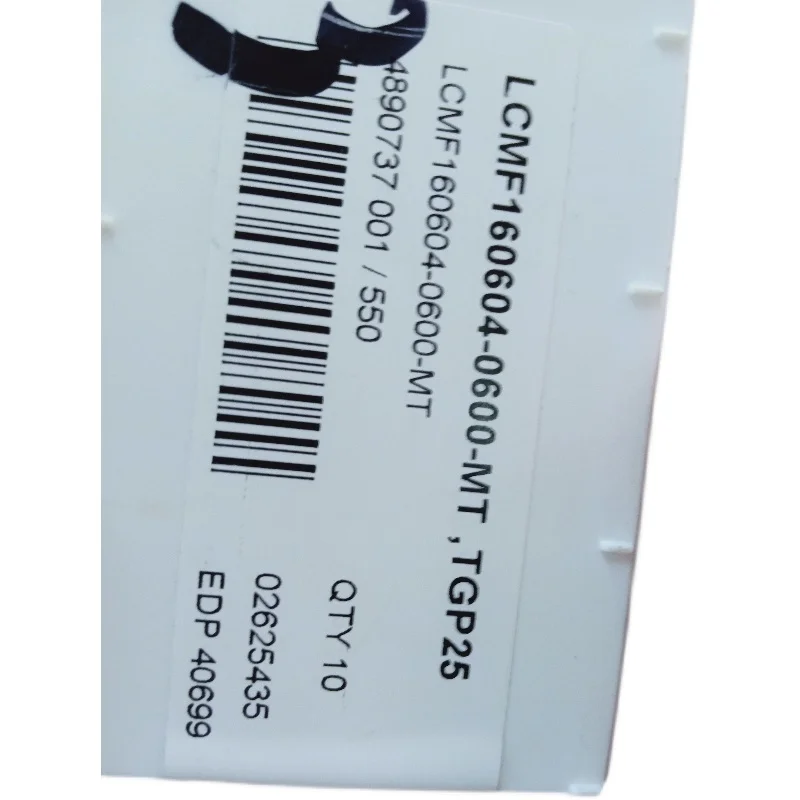 LCMF160604-0600-MT ,TGP25
LCMF160604-0600-MT
4890737 001 / 550
QTY 10
02625435
EDP 40699